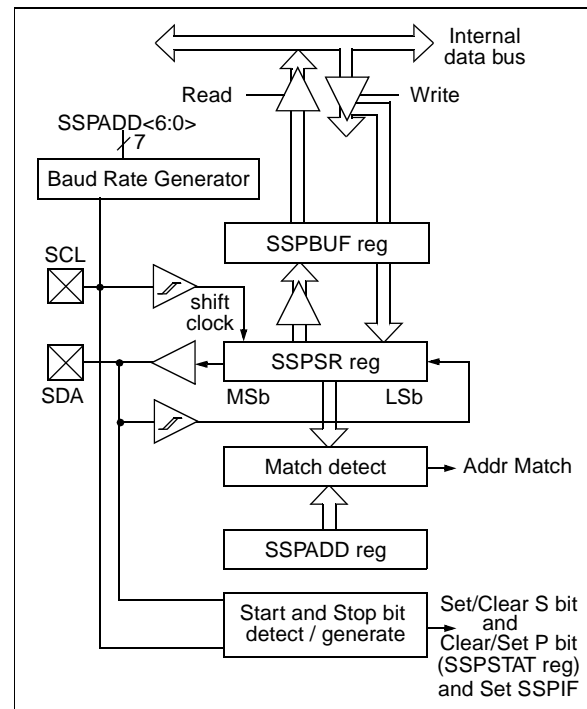 Internal
data bus
Read
Write
SSPADD<6:0>
7
Baud Rate Generator
SSPBUF reg
SCL
shift
clock
SSPSR reg
SDA
MSb
LSb
Match detect
Addr Match
SSPADD reg
Start and Stop bit
detect / generate
Set/Clear S bit
and
Clear/Set P bit
(SSPSTAT reg)
and Set SSPIF